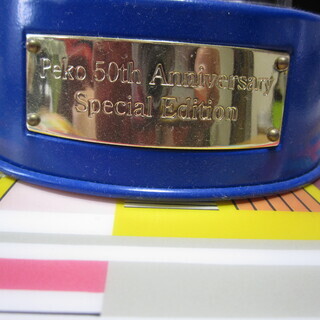 Peko 50th Anniversary
Special Edition